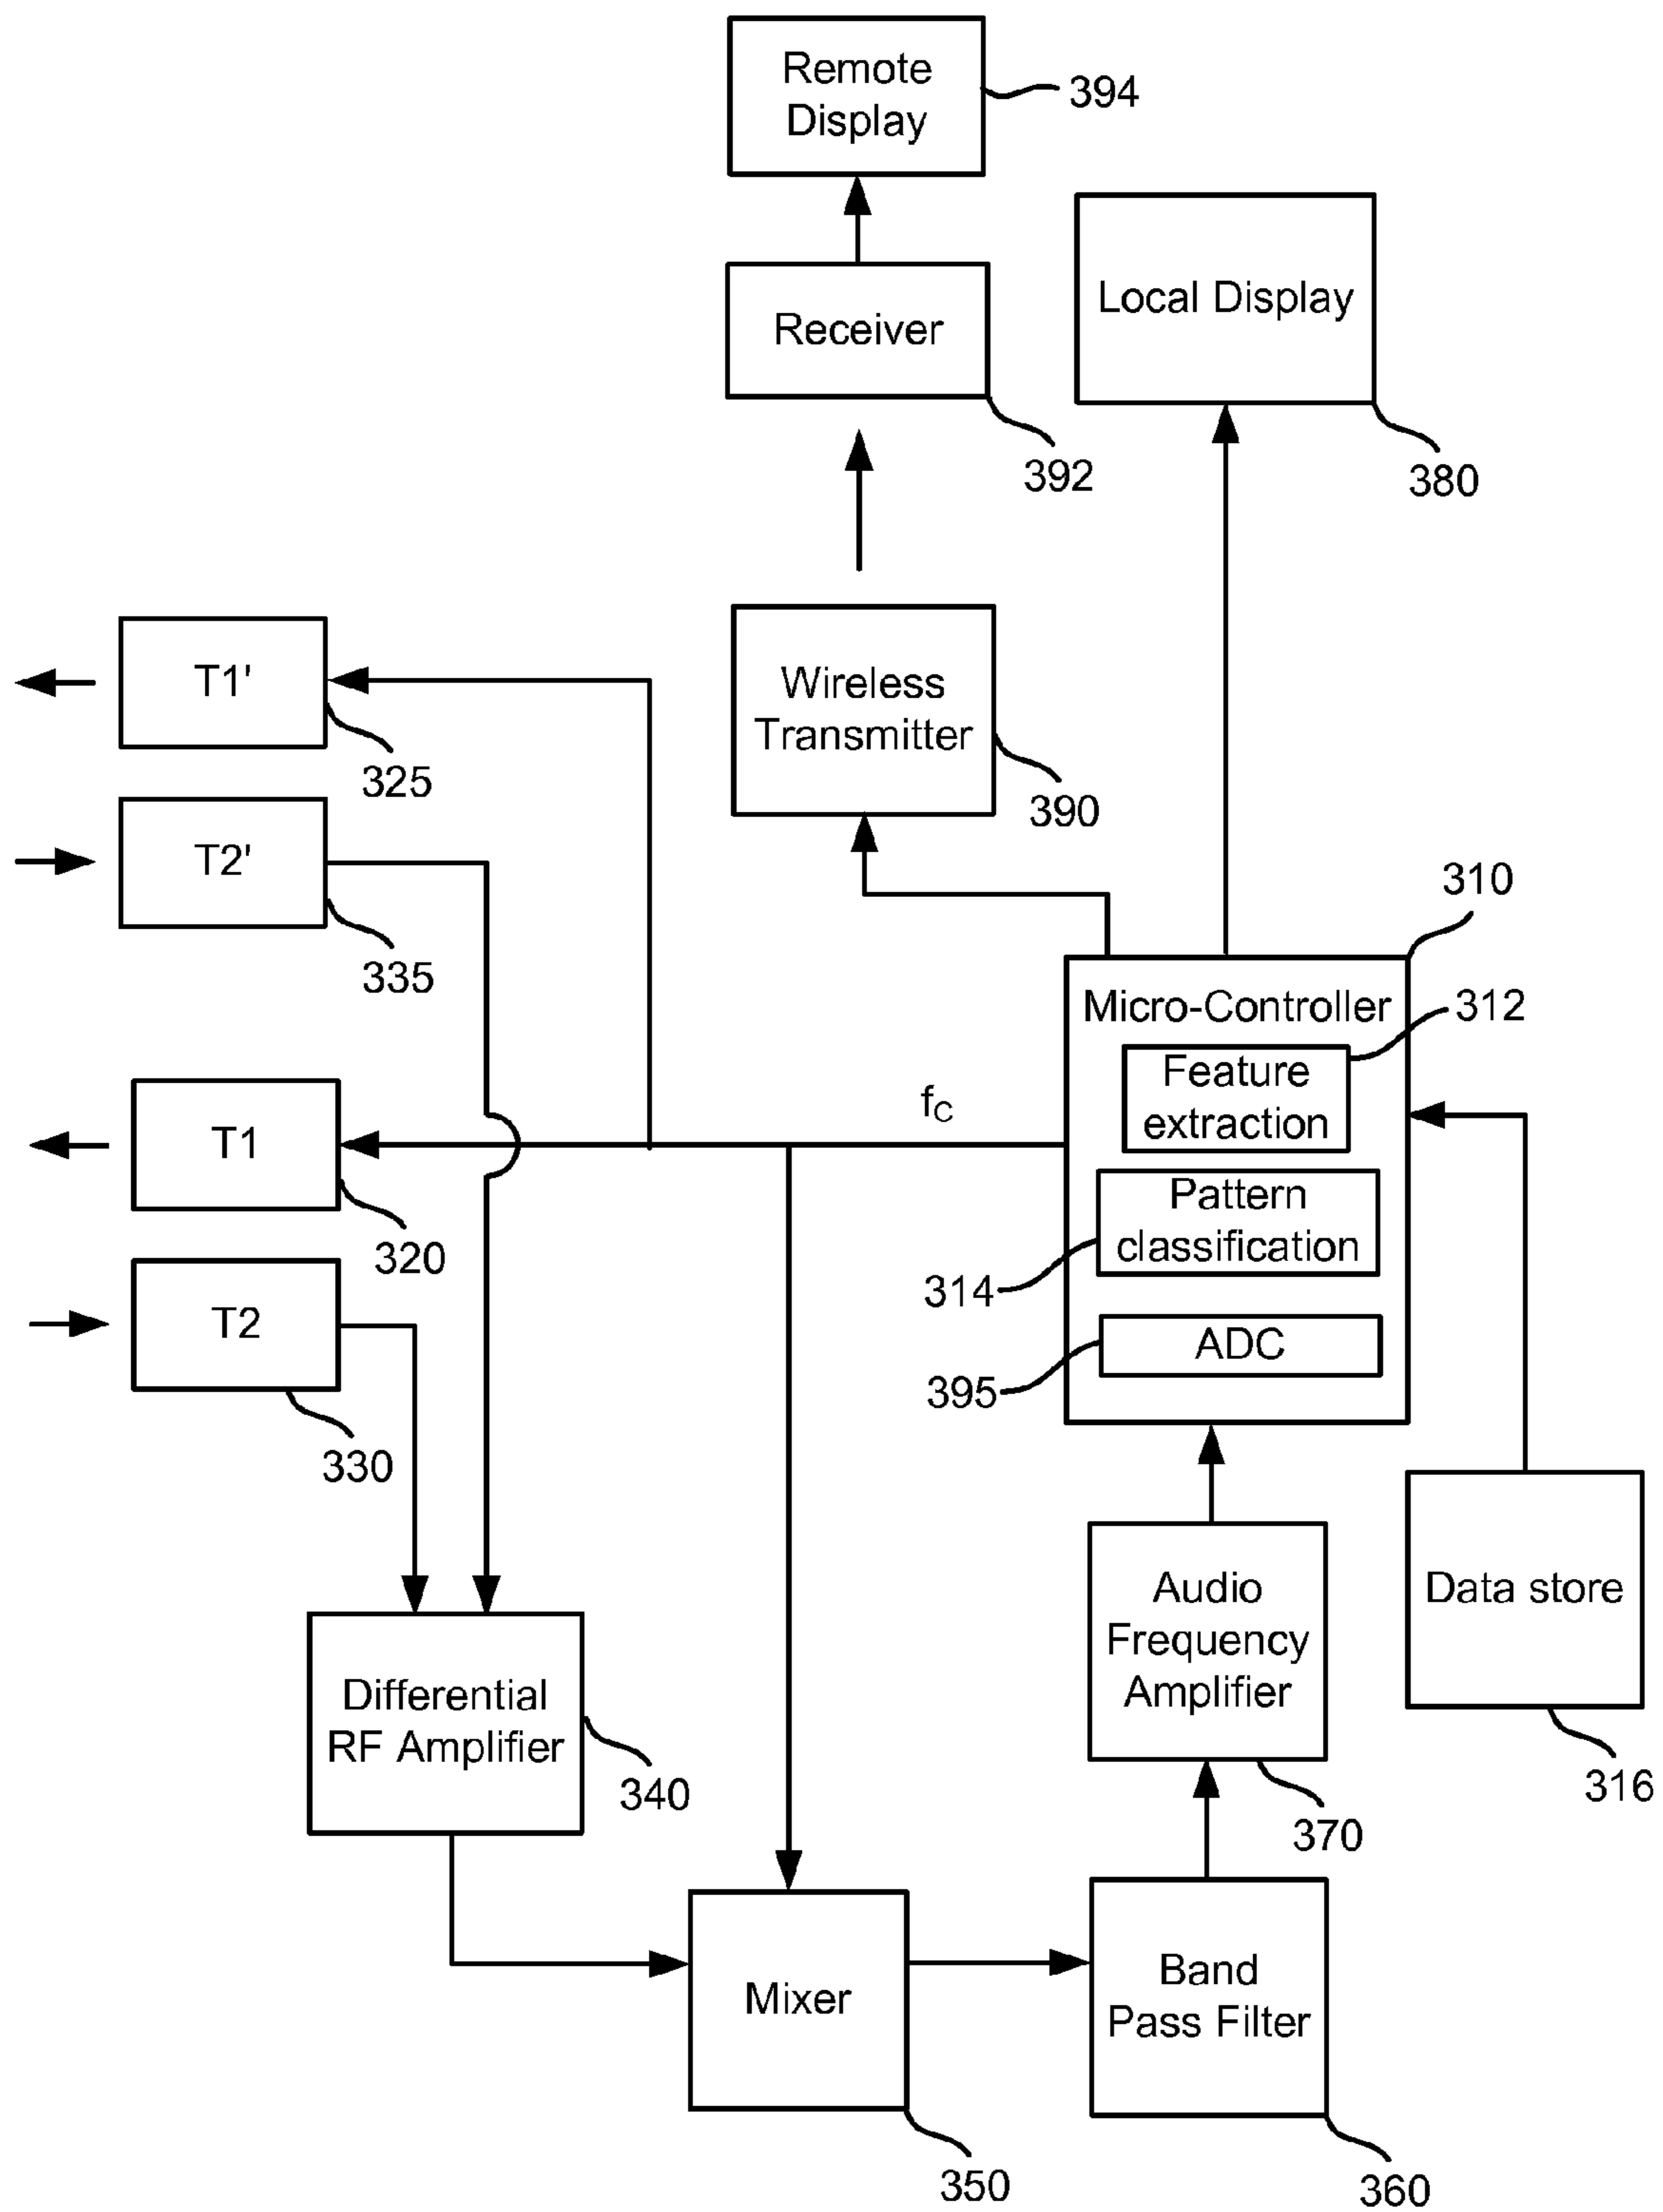 Remote
Display
394
Receiver
392
Local Display
380
T1'
325
Wireless
Transmitter
390
T2'
335
310
Micro-Controller
312
Feature
extraction
fC
T1
320
Pattern
classification
314
T2
330
ADC
395
Audio
Frequency
Amplifier
370
Data store
316
Differential
RF Amplifier
340
Mixer
350
Band
Pass Filter
360